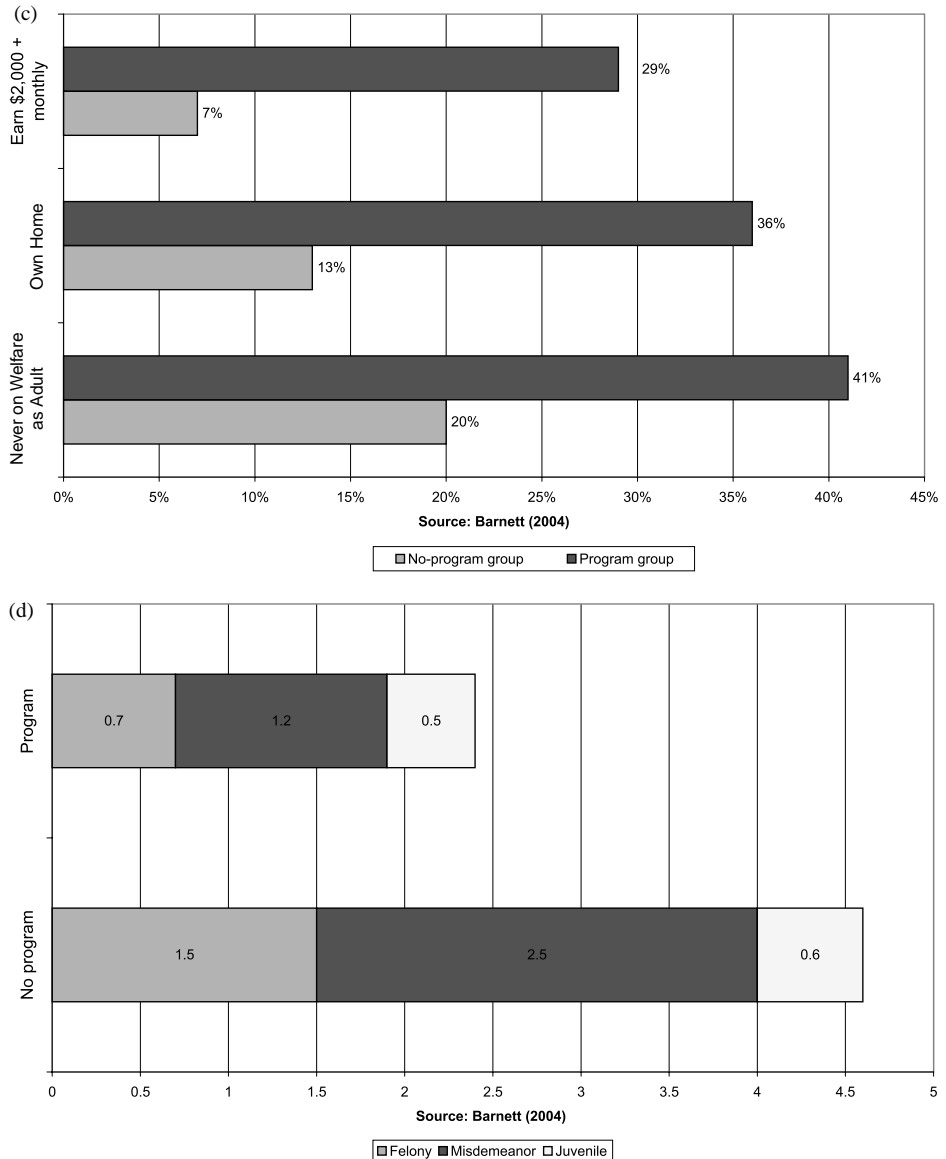 (c)
Earn $2,000 +
monthly
29%
7%
Own Home
36%
13%
Never on Welfare
as Adult
41%
20%
0% 5% 10% 15% 20% 25% 30% 35% 40% 45%
Source: Barnett (2004)
No-program group Program group
(d)
Program
0.7 1.2 0.5
No program
1.5 2.5 0.6
0 0.5 1 1.5 2 2.5 3 3.5 4 4.5 5
Source: Barnett (2004)
Felony Misdemeanor Juvenile